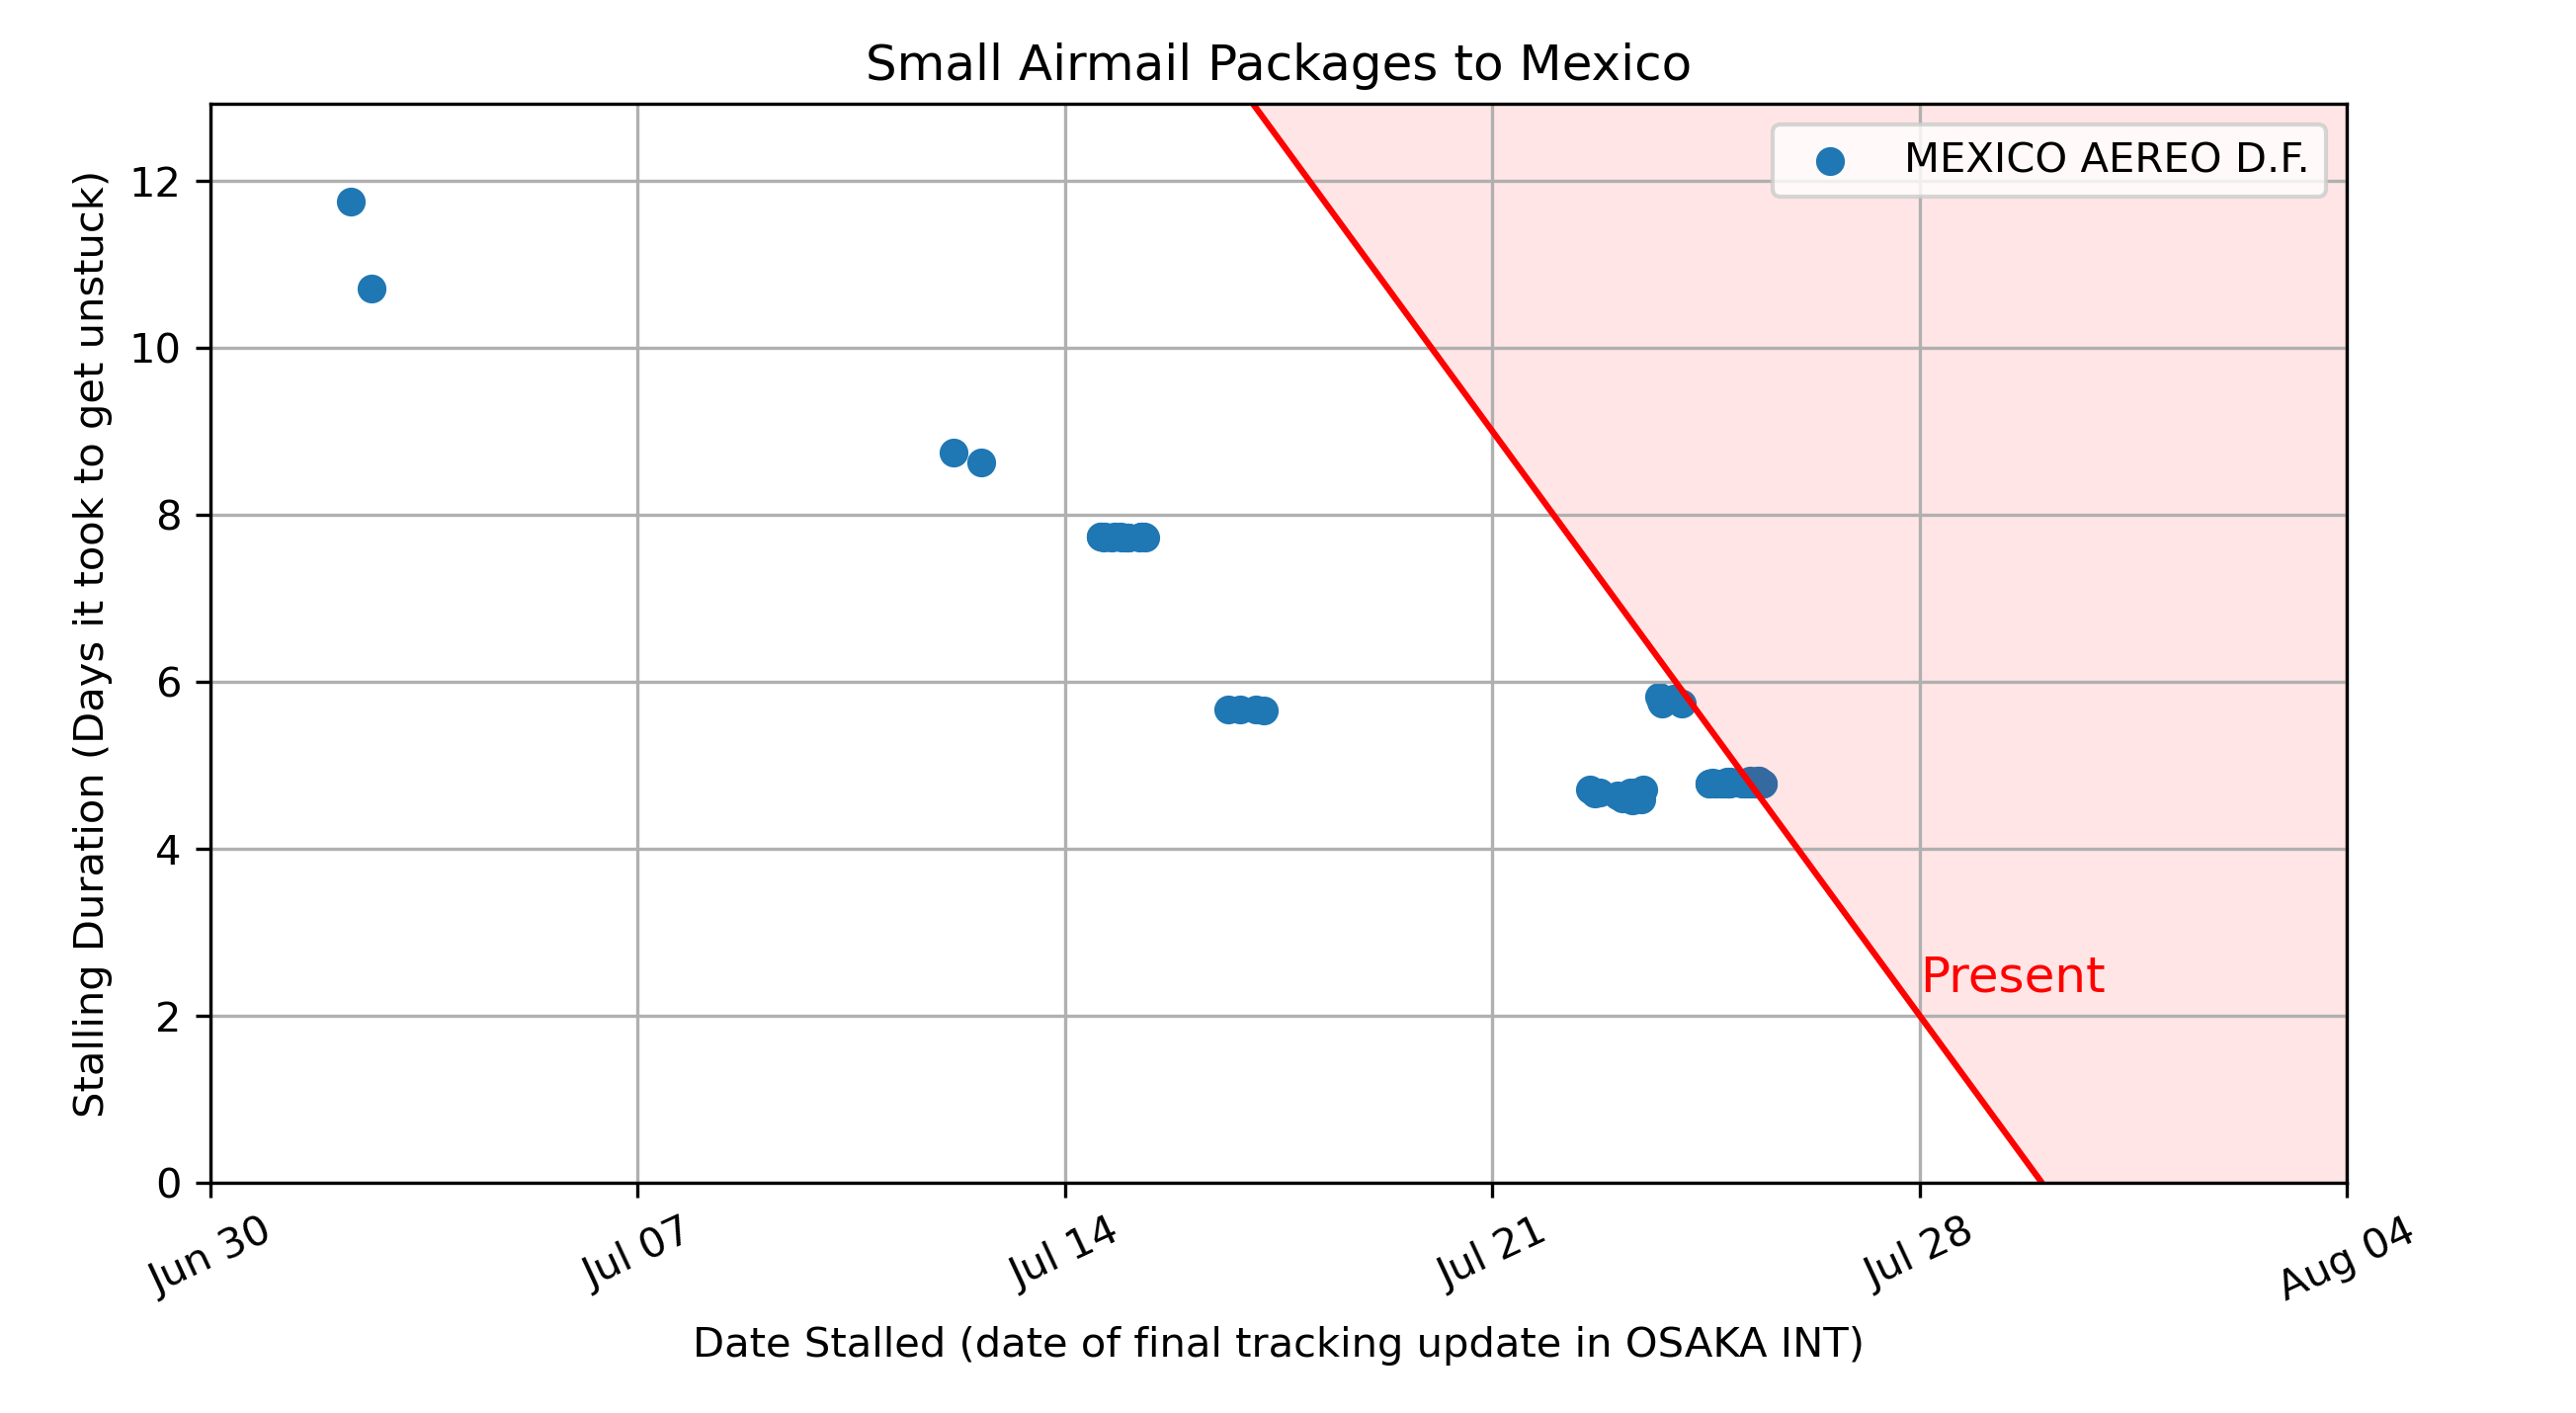 Small Airmail Packages to Mexico
MEXICO AEREO D.F.
Stalling Duration (Days it took to get unstuck)
12
10
8
6
4
2
0
Present
Jun 30
Jul 07
Jul 14
Jul 21
Jul 28
Aug 04
Date Stalled (date of final tracking update in OSAKA INT)